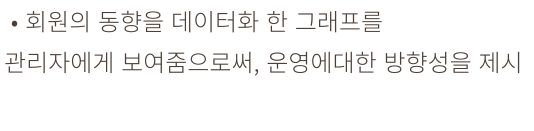 • 회원의 동향을 데이터화 한 그래프를
관리자에게 보여줌으로써, 운영에대한 방향성을 제시